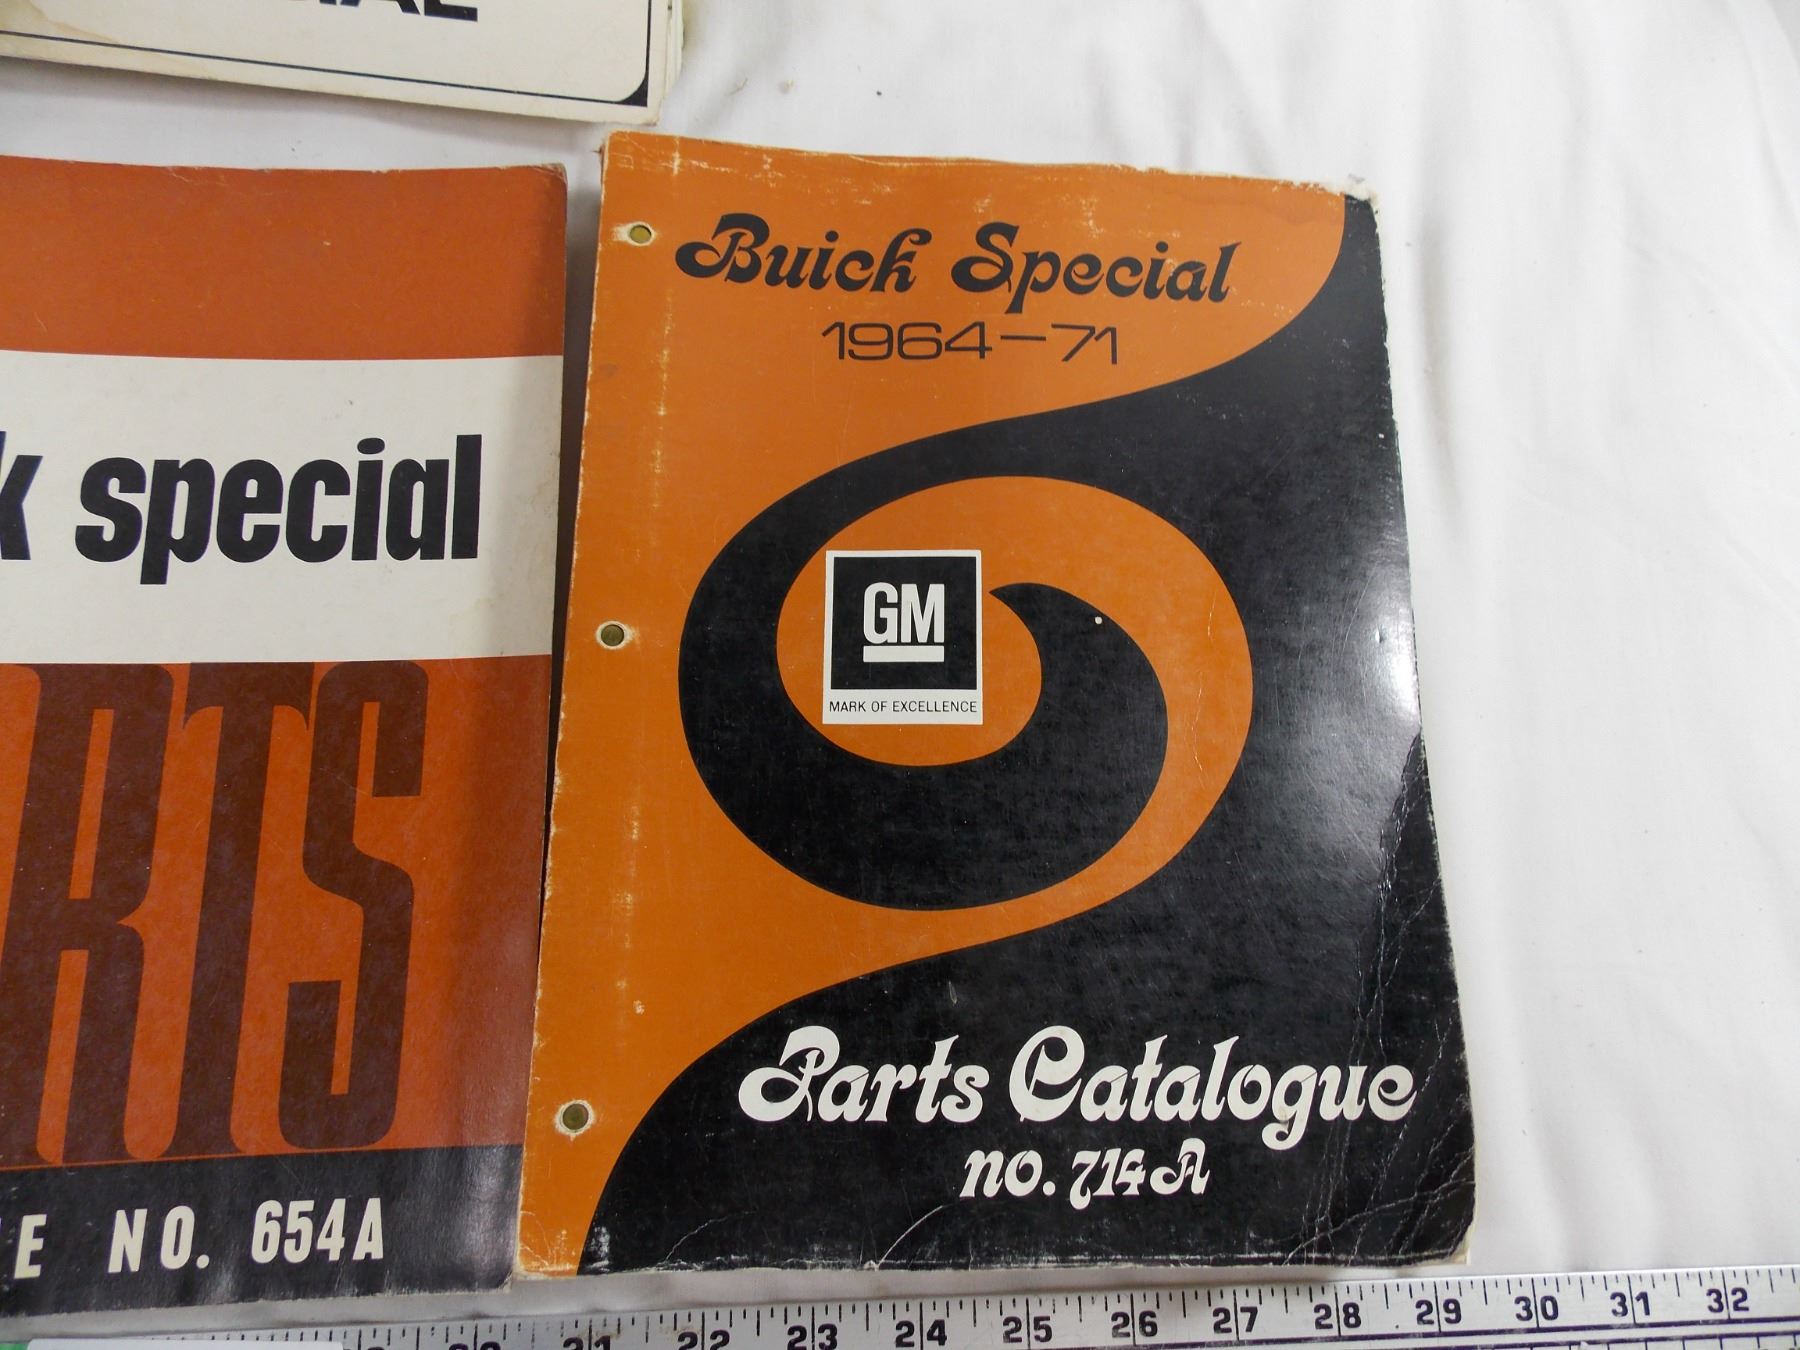 k special
RTS
E NO. 654A
Buick Special
1964-71
GM
MARK OF EXCELLENCE
Parts Catalogue
no. 714A
21 22 23 24 25 26 27 28 29 30 31 32